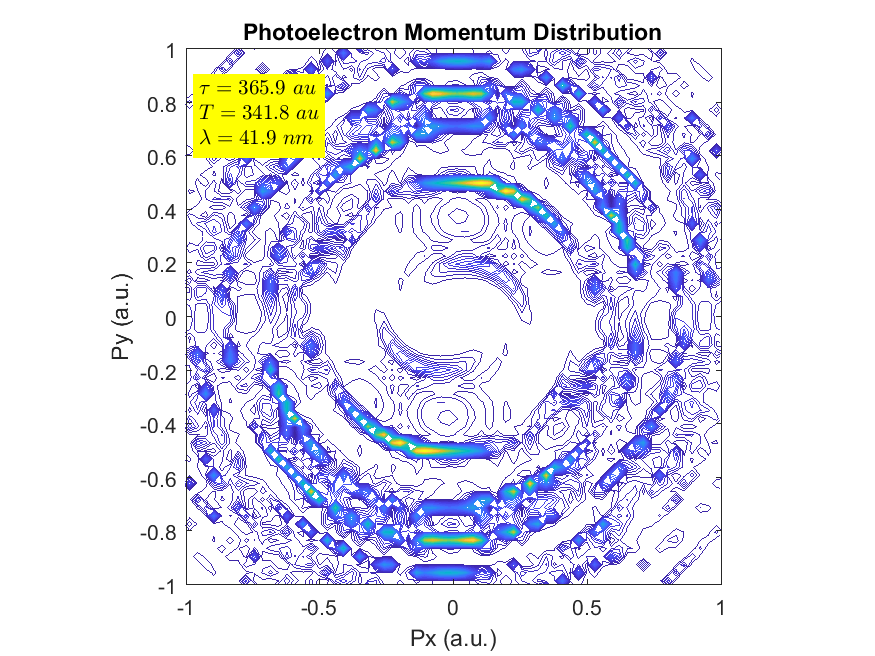 Photoelectron Momentum Distribution
τ = 365.9 au
T = 341.8 au
λ = 41.9 nm
1
0.8
0.6
0.4
0.2
0
-0.2
-0.4
-0.6
-0.8
-1
Py (a.u.)
-1 -0.5 0 0.5 1
Px (a.u.)